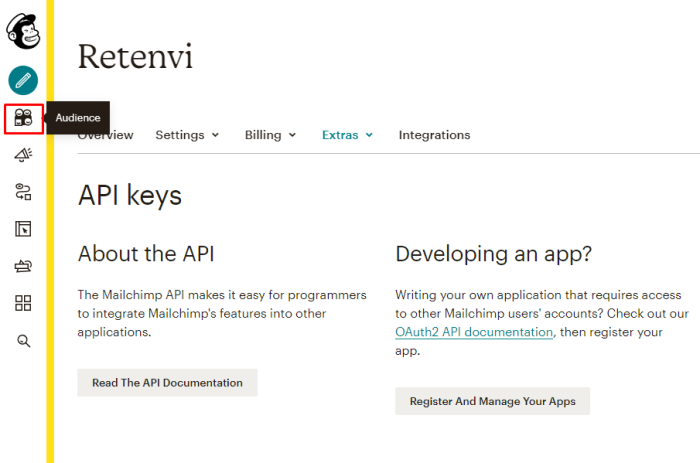 Retenvi
Audience
Overview Settings Billing Extras Integrations
API keys
About the API
The Mailchimp API makes it easy for programmers
to integrate Mailchimp's features into other
applications.
Read The API Documentation
Developing an app?
Writing your own application that requires access
to other Mailchimp users' accounts? Check out our
OAuth2 API documentation, then register your
app.
Register And Manage Your Apps